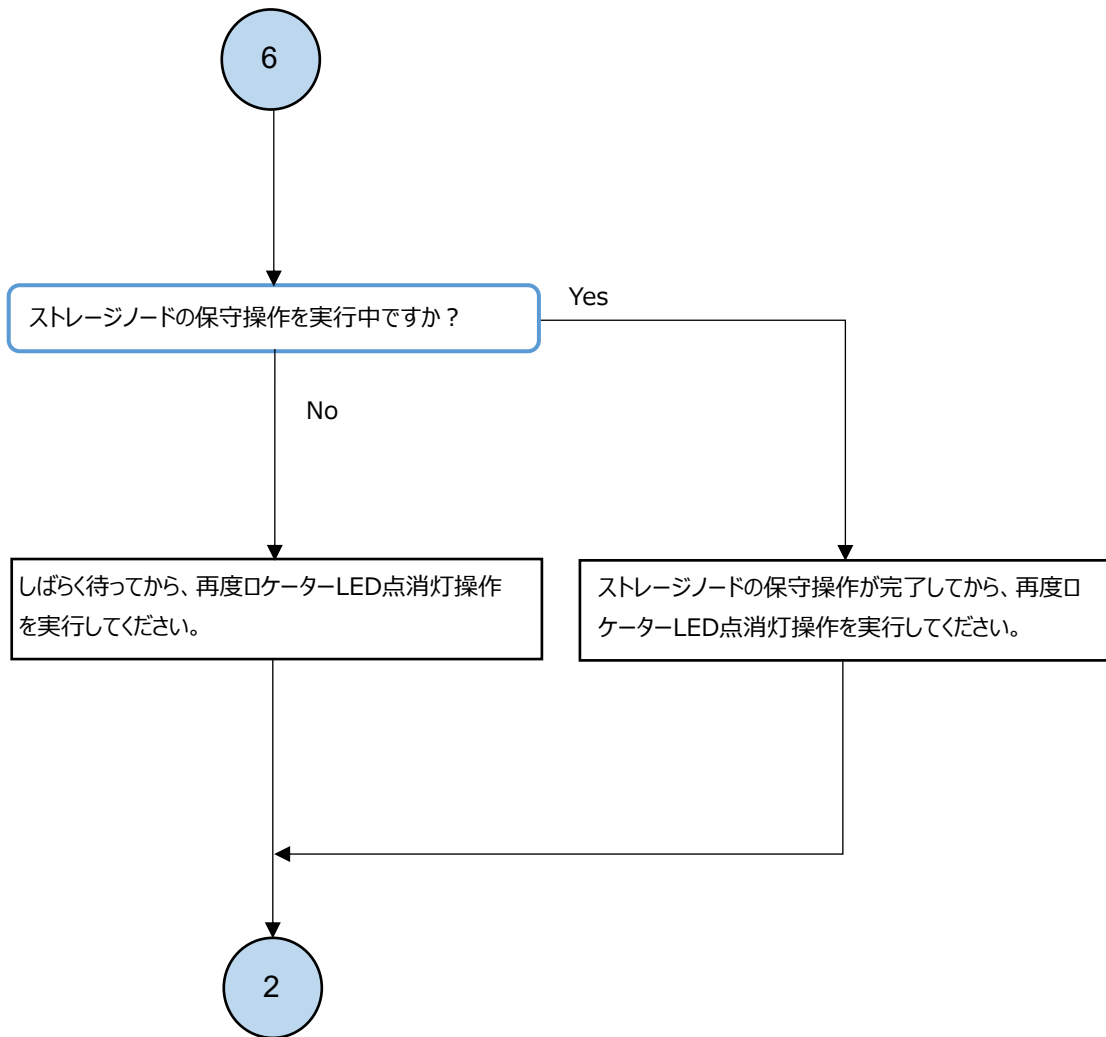 6
ストレージノードの保守操作を実行中ですか？
Yes
No
しばらく待ってから、再度ロケーターLED点消灯操作
を実行してください。
ストレージノードの保守操作が完了してから、再度ロ
ケーターLED点消灯操作を実行してください。
2